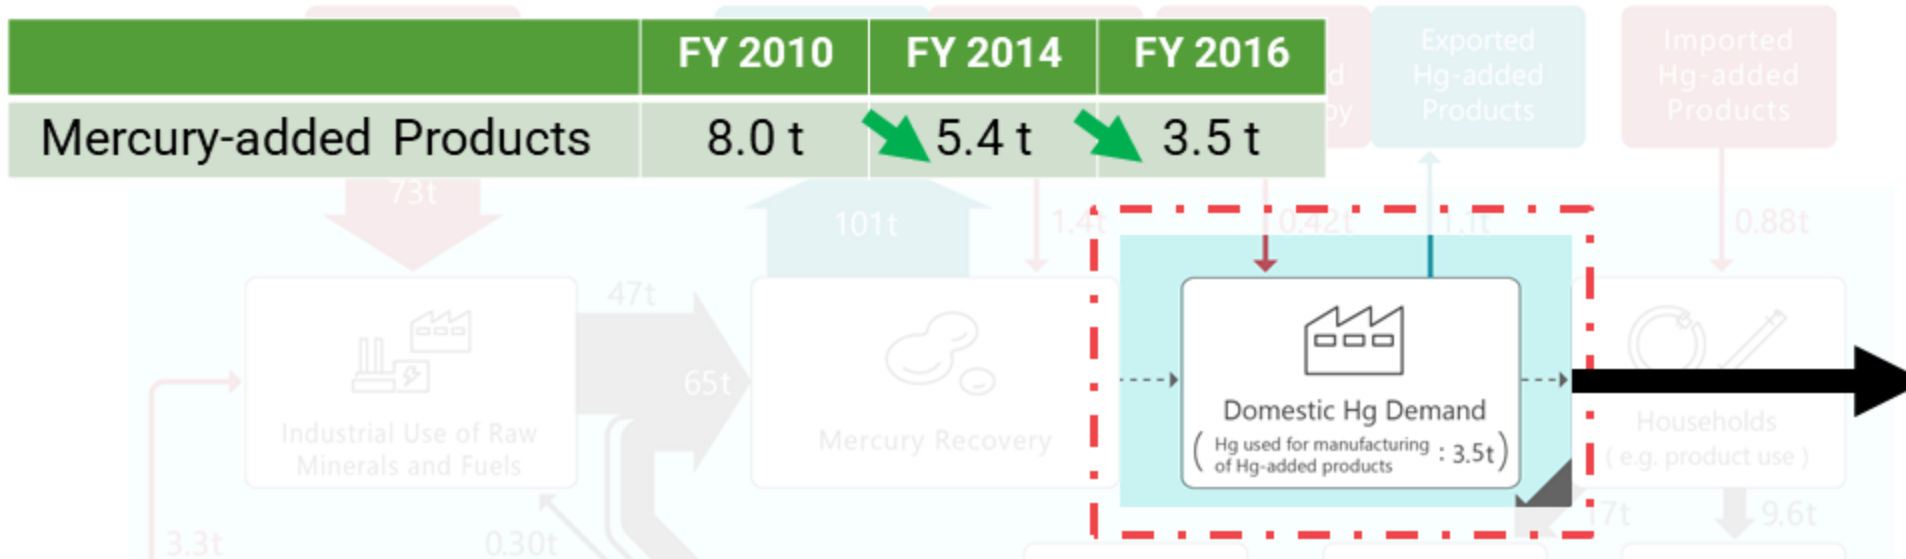 FY 2010 FY 2014 FY 2016
Mercury-added Products 8.0 t 5.4 t 3.5 t
Exported
Hg-added
Products
Imported
Hg-added
Products
73t
101t
1.4t
0.42t
1.1t
0.88t
47t
65t
Industrial Use of Raw
Minerals and Fuels
Mercury Recovery
Domestic Hg Demand
( Hg used for manufacturing
of Hg-added products : 3.5t )
Households
( e.g. product use )
3.3t
0.30t
17t
9.6t